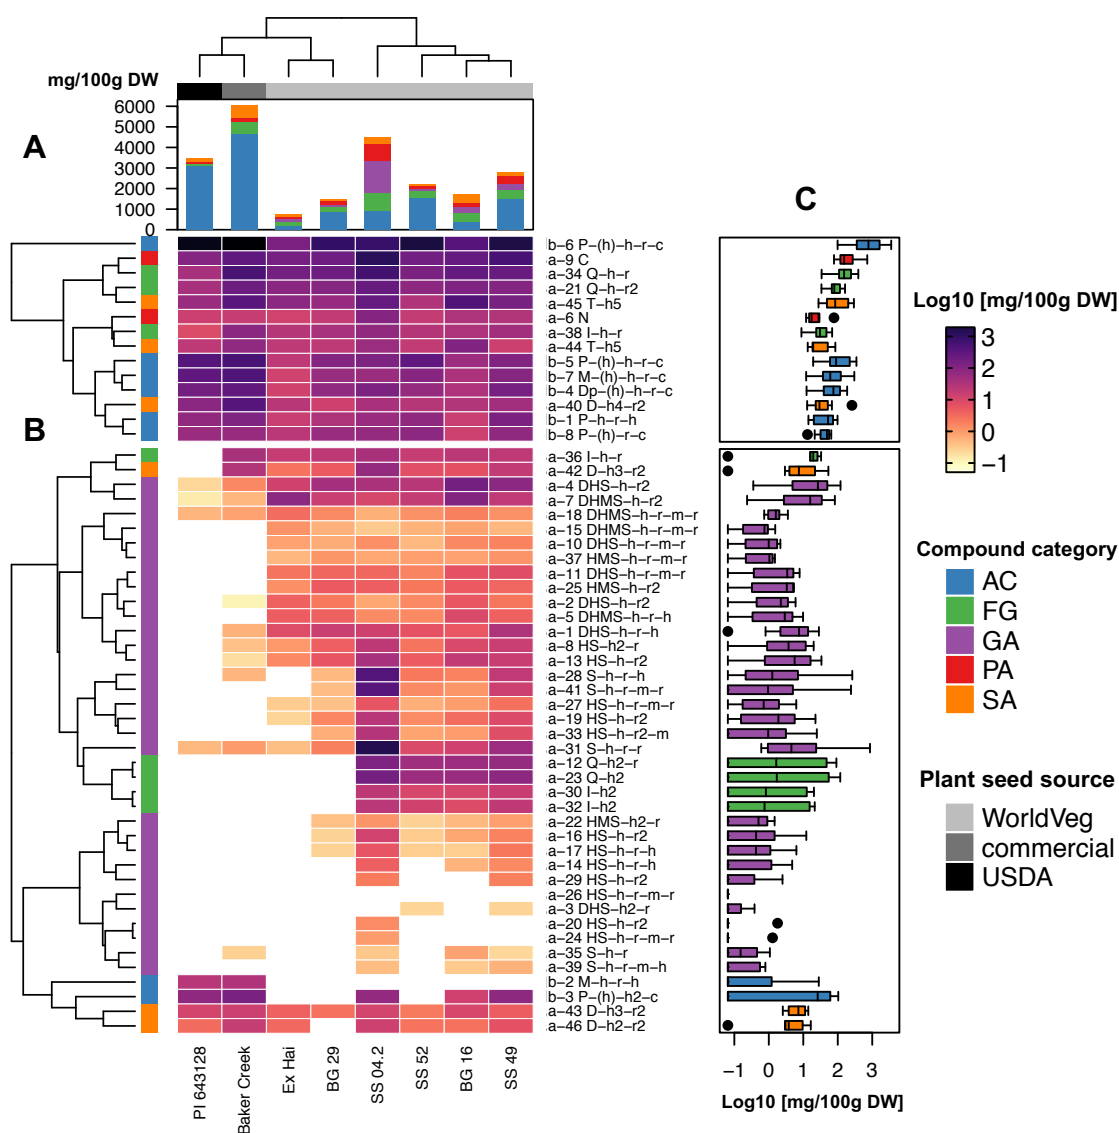 mg/100g DW
6000
5000
4000
3000
2000
1000
0
A
B
C
b−6 P−(h)−h−r−c
a−9 C
a−34 Q−h−r
a−21 Q−h−r2
a−45 T−h5
a−6 N
a−38 I−h−r
a−44 T−h5
b−5 P−(h)−h−r−c
b−7 M−(h)−h−r−c
b−4 Dp−(h)−h−r−c
a−40 D−h4−r2
b−1 P−h−r−h
b−8 P−(h)−r−c
a−36 I−h−r
a−42 D−h3−r2
a−4 DHS−h−r2
a−7 DHMS−h−r2
a−18 DHMS−h−r−m−r
a−15 DHMS−h−r−m−r
a−10 DHS−h−r−m−r
a−37 HMS−h−r−m−r
a−11 DHS−h−r−m−r
a−25 HMS−h−r2
a−2 DHS−h−r2
a−5 DHMS−h−r−h
a−1 DHS−h−r−h
a−8 HS−h2−r
a−13 HS−h−r2
a−28 S−h−r−h
a−41 S−h−r−m−r
a−27 HS−h−r−m−r
a−19 HS−h−r2
a−33 HS−h−r2−m
a−31 S−h−r−r
a−12 Q−h2−r
a−23 Q−h2
a−30 I−h2
a−32 I−h2
a−22 HMS−h2−r
a−16 HS−h−r2
a−17 HS−h−r−h
a−14 HS−h−r−h
a−29 HS−h−r2
a−26 HS−h−r−m−r
a−3 DHS−h2−r
a−20 HS−h−r2
a−24 HS−h−r−m−r
a−35 S−h−r
a−39 S−h−r−m−h
b−2 M−h−r−h
b−3 P−(h)−h2−c
a−43 D−h3−r2
a−46 D−h2−r2
PI 643128
Baker Creek
Ex Hai
BG 29
SS 04.2
SS 52
BG 16
SS 49
−1 0 1 2 3
Log10 [mg/100g DW]
Log10 [mg/100g DW]
3
2
1
0
−1
Compound category
AC
FG
GA
PA
SA
Plant seed source
WorldVeg
commercial
USDA